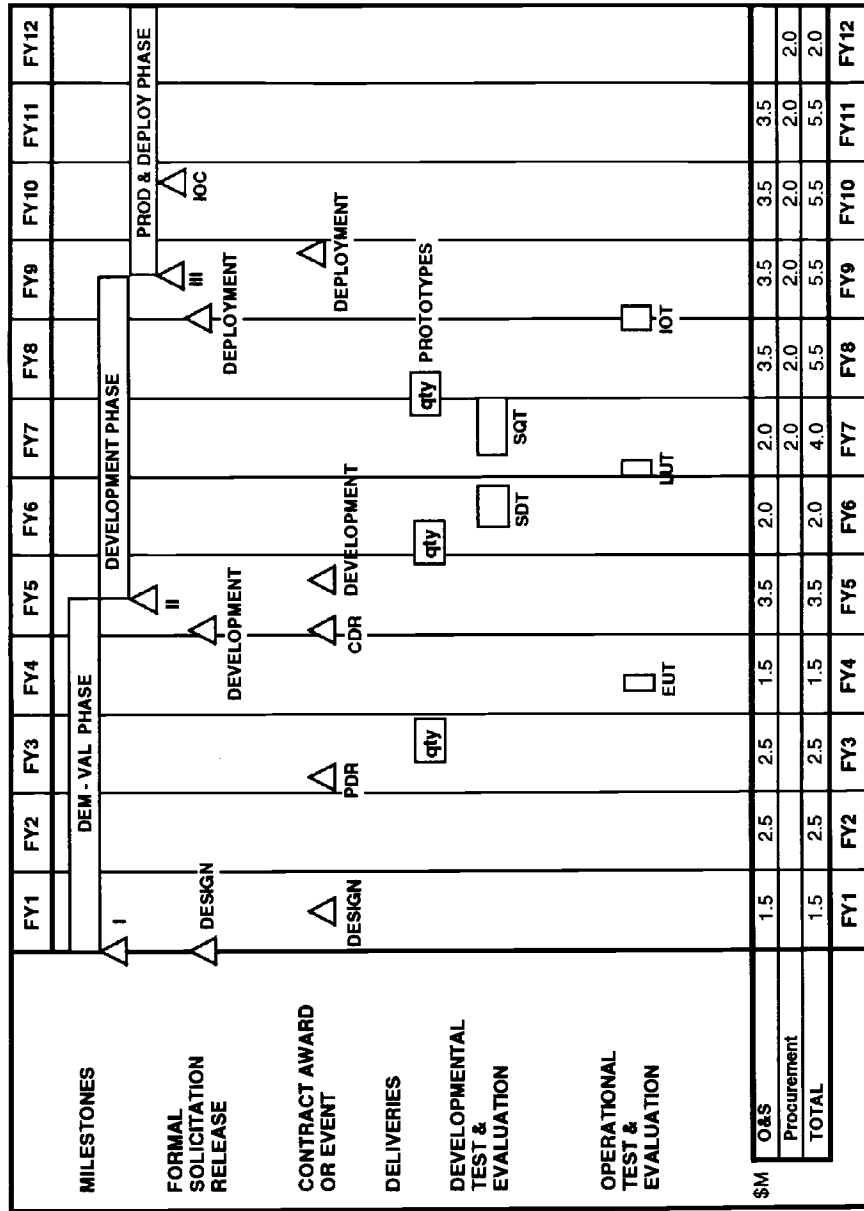 FY1 FY2 FY3 FY4 FY5 FY6 FY7 FY8 FY9 FY10 FY11 FY12
MILESTONES
DEM - VAL PHASE
DEVELOPMENT PHASE
PROD & DEPLOY PHASE
I
II
III
IOC
FORMAL
SOLICITATION
RELEASE
DESIGN
DEVELOPMENT
DEPLOYMENT
CONTRACT AWARD
OR EVENT
DESIGN
PDR
CDR
DEVELOPMENT
DEPLOYMENT
DELIVERIES
qty
qty
qty
PROTOTYPES
DEVELOPMENTAL
TEST &
EVALUATION
SDT
SQT
OPERATIONAL
TEST &
EVALUATION
EUT
LUT
IOT
$M
O&S 1.5 2.5 2.5 1.5 3.5 2.0 2.0 3.5 3.5 3.5 3.5
Procurement 2.0 2.0 2.0 2.0 2.0 2.0
TOTAL 1.5 2.5 2.5 1.5 3.5 2.0 4.0 5.5 5.5 5.5 5.5 2.0
FY1 FY2 FY3 FY4 FY5 FY6 FY7 FY8 FY9 FY10 FY11 FY12